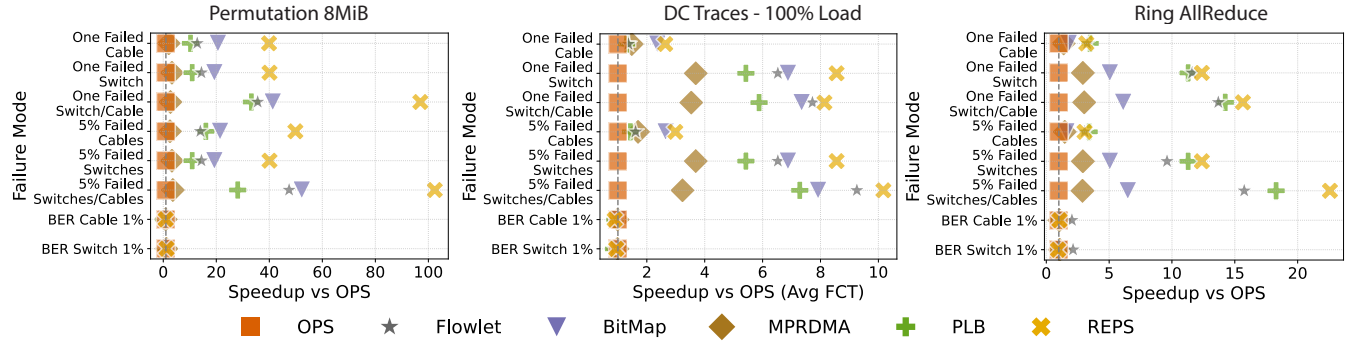 Permutation 8MiB
DC Traces - 100% Load
Ring AllReduce
Failure Mode
One Failed
Cable
One Failed
Switch
One Failed
Switch/Cable
5% Failed
Cables
5% Failed
Switches
5% Failed
Switches/Cables
BER Cable 1%
BER Switch 1%
0 20 40 60 80 100
Speedup vs OPS
Failure Mode
One Failed
Cable
One Failed
Switch
One Failed
Switch/Cable
5% Failed
Cables
5% Failed
Switches
5% Failed
Switches/Cables
BER Cable 1%
BER Switch 1%
2 4 6 8 10
Speedup vs OPS (Avg FCT)
Failure Mode
One Failed
Cable
One Failed
Switch
One Failed
Switch/Cable
5% Failed
Cables
5% Failed
Switches
5% Failed
Switches/Cables
BER Cable 1%
BER Switch 1%
0 5 10 15 20
Speedup vs OPS
OPS Flowlet BitMap MPRDMA PLB REPS